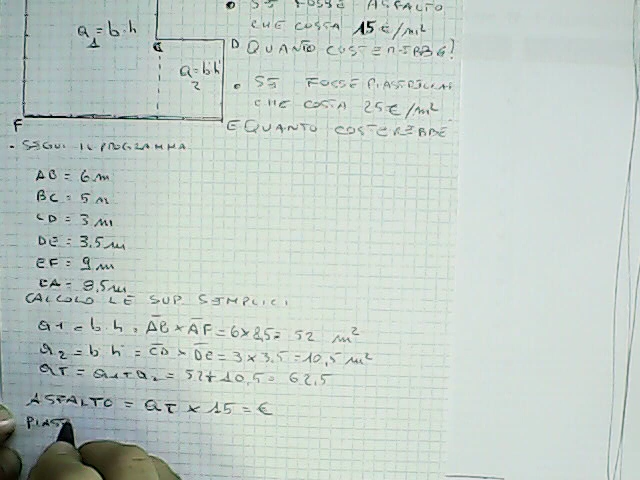 SE FOSSE ASFALTO
CHE COSTA 15 €/m²
QUANTO COSTEREBBE?
SE FOSSE
CHE COSTA 25 €/m²
QUANTO COSTEREBBE
a1 = b.h
C
D
a2 = b.h
F
E
SEGUI IL PROGRAMMA
AB = 6 m
BC = 5 m
CD = 3 m
DE = 3.5 m
EF = 9 m
FA = 8,5 m
CALCOLO LE SUP. SEMPLICI
a1 = b.h = AB × AF = 6×8,5 = 52 m²
a2 = b.h = CD × DE = 3 × 3.5 = 10,5 m²
aT = a1+a2 = 52+10,5 = 62,5
ASFALTO = aT × 15 = €
PIAST